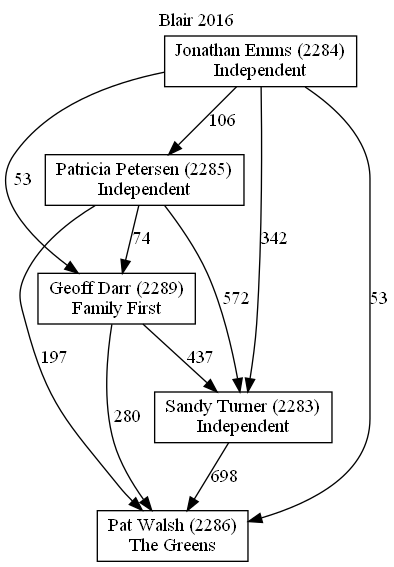 Blair 2016
Jonathan Emms (2284)
Independent
106
Patricia Petersen (2285)
Independent
53
74
342
53
Geoff Darr (2289)
Family First
572
197
437
280
Sandy Turner (2283)
Independent
698
Pat Walsh (2286)
The Greens